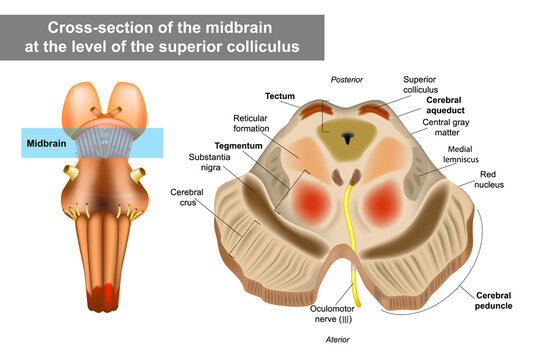 Cross-section of the midbrain
at the level of the superior colliculus
Midbrain
Posterior
Tectum
Reticular
formation
Tegmentum
Substantia
nigra
Cerebral
crus
Superior
colliculus
Cerebral
aqueduct
Central gray
matter
Medial
lemniscus
Red
nucleus
Cerebral
peduncle
Oculomotor
nerve (III)
Aterior